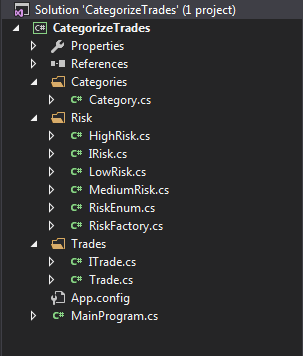 Solution 'CategorizeTrades' (1 project)
C# CategorizeTrades
Properties
References
Categories
C# Category.cs
Risk
C# HighRisk.cs
C# IRisk.cs
C# LowRisk.cs
C# MediumRisk.cs
C# RiskEnum.cs
C# RiskFactory.cs
Trades
C# ITrade.cs
C# Trade.cs
App.config
C# MainProgram.cs